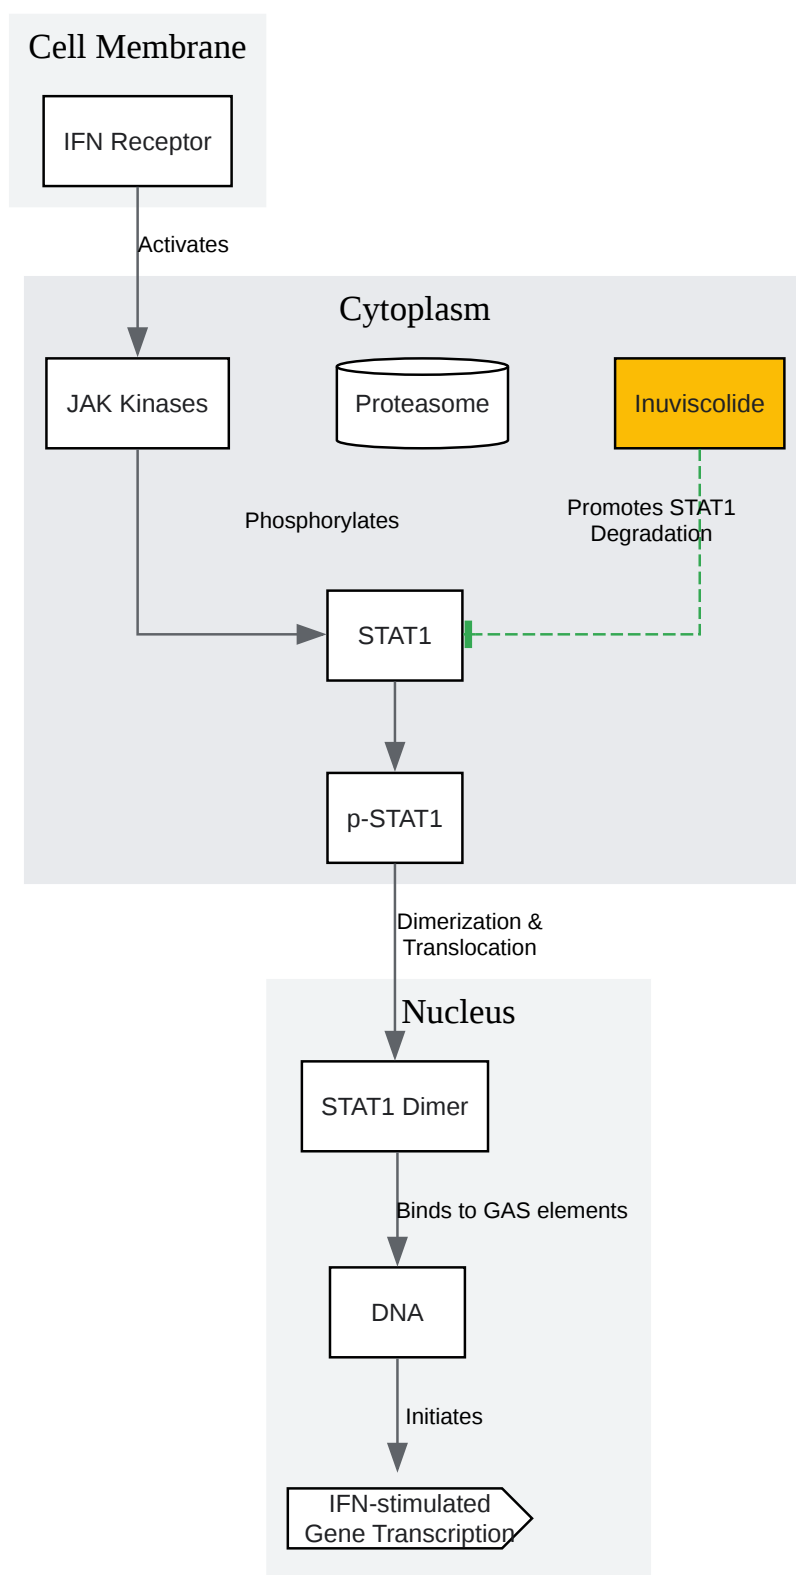 Cell Membrane
IFN Receptor
Activates
Cytoplasm
JAK Kinases
Proteasome
Inuviscolide
Phosphorylates
Promotes STAT1
Degradation
STAT1
p-STAT1
Dimerization &
Translocation
Nucleus
STAT1 Dimer
Binds to GAS elements
DNA
Initiates
IFN-stimulated
Gene Transcription